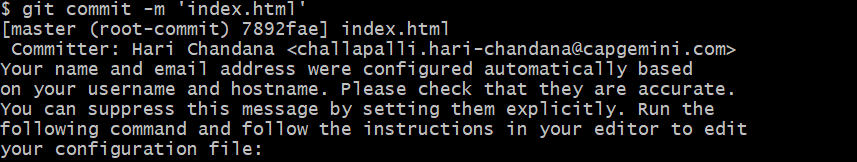 $ git commit -m 'index.html'
[master (root-commit) 7892fae] index.html
 Committer: Hari Chandana <challapalli.hari-chandana@capgemini.com>
Your name and email address were configured automatically based
on your username and hostname. Please check that they are accurate.
You can suppress this message by setting them explicitly. Run the
following command and follow the instructions in your editor to edit
your configuration file: